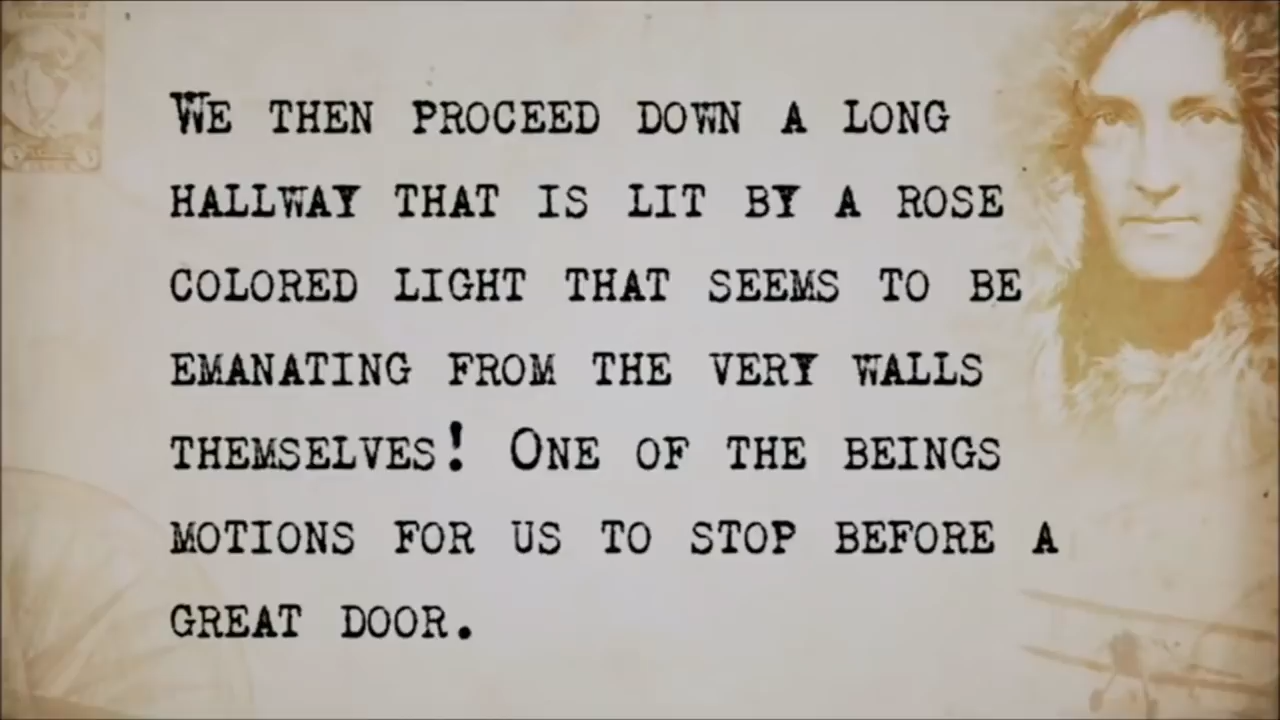 We then proceed down a long
hallway that is lit by a rose
colored light that seems to be
emanating from the very walls
themselves! One of the beings
motions for us to stop before a
great door.